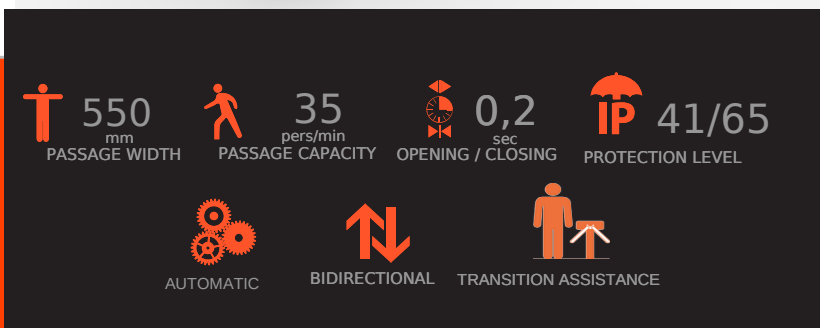 550
mm
PASSAGE WIDTH
35
pers/min
PASSAGE CAPACITY
0,2
sec
OPENING / CLOSING
IP 41/65
PROTECTION LEVEL
AUTOMATIC
BIDIRECTIONAL
TRANSITION ASSISTANCE